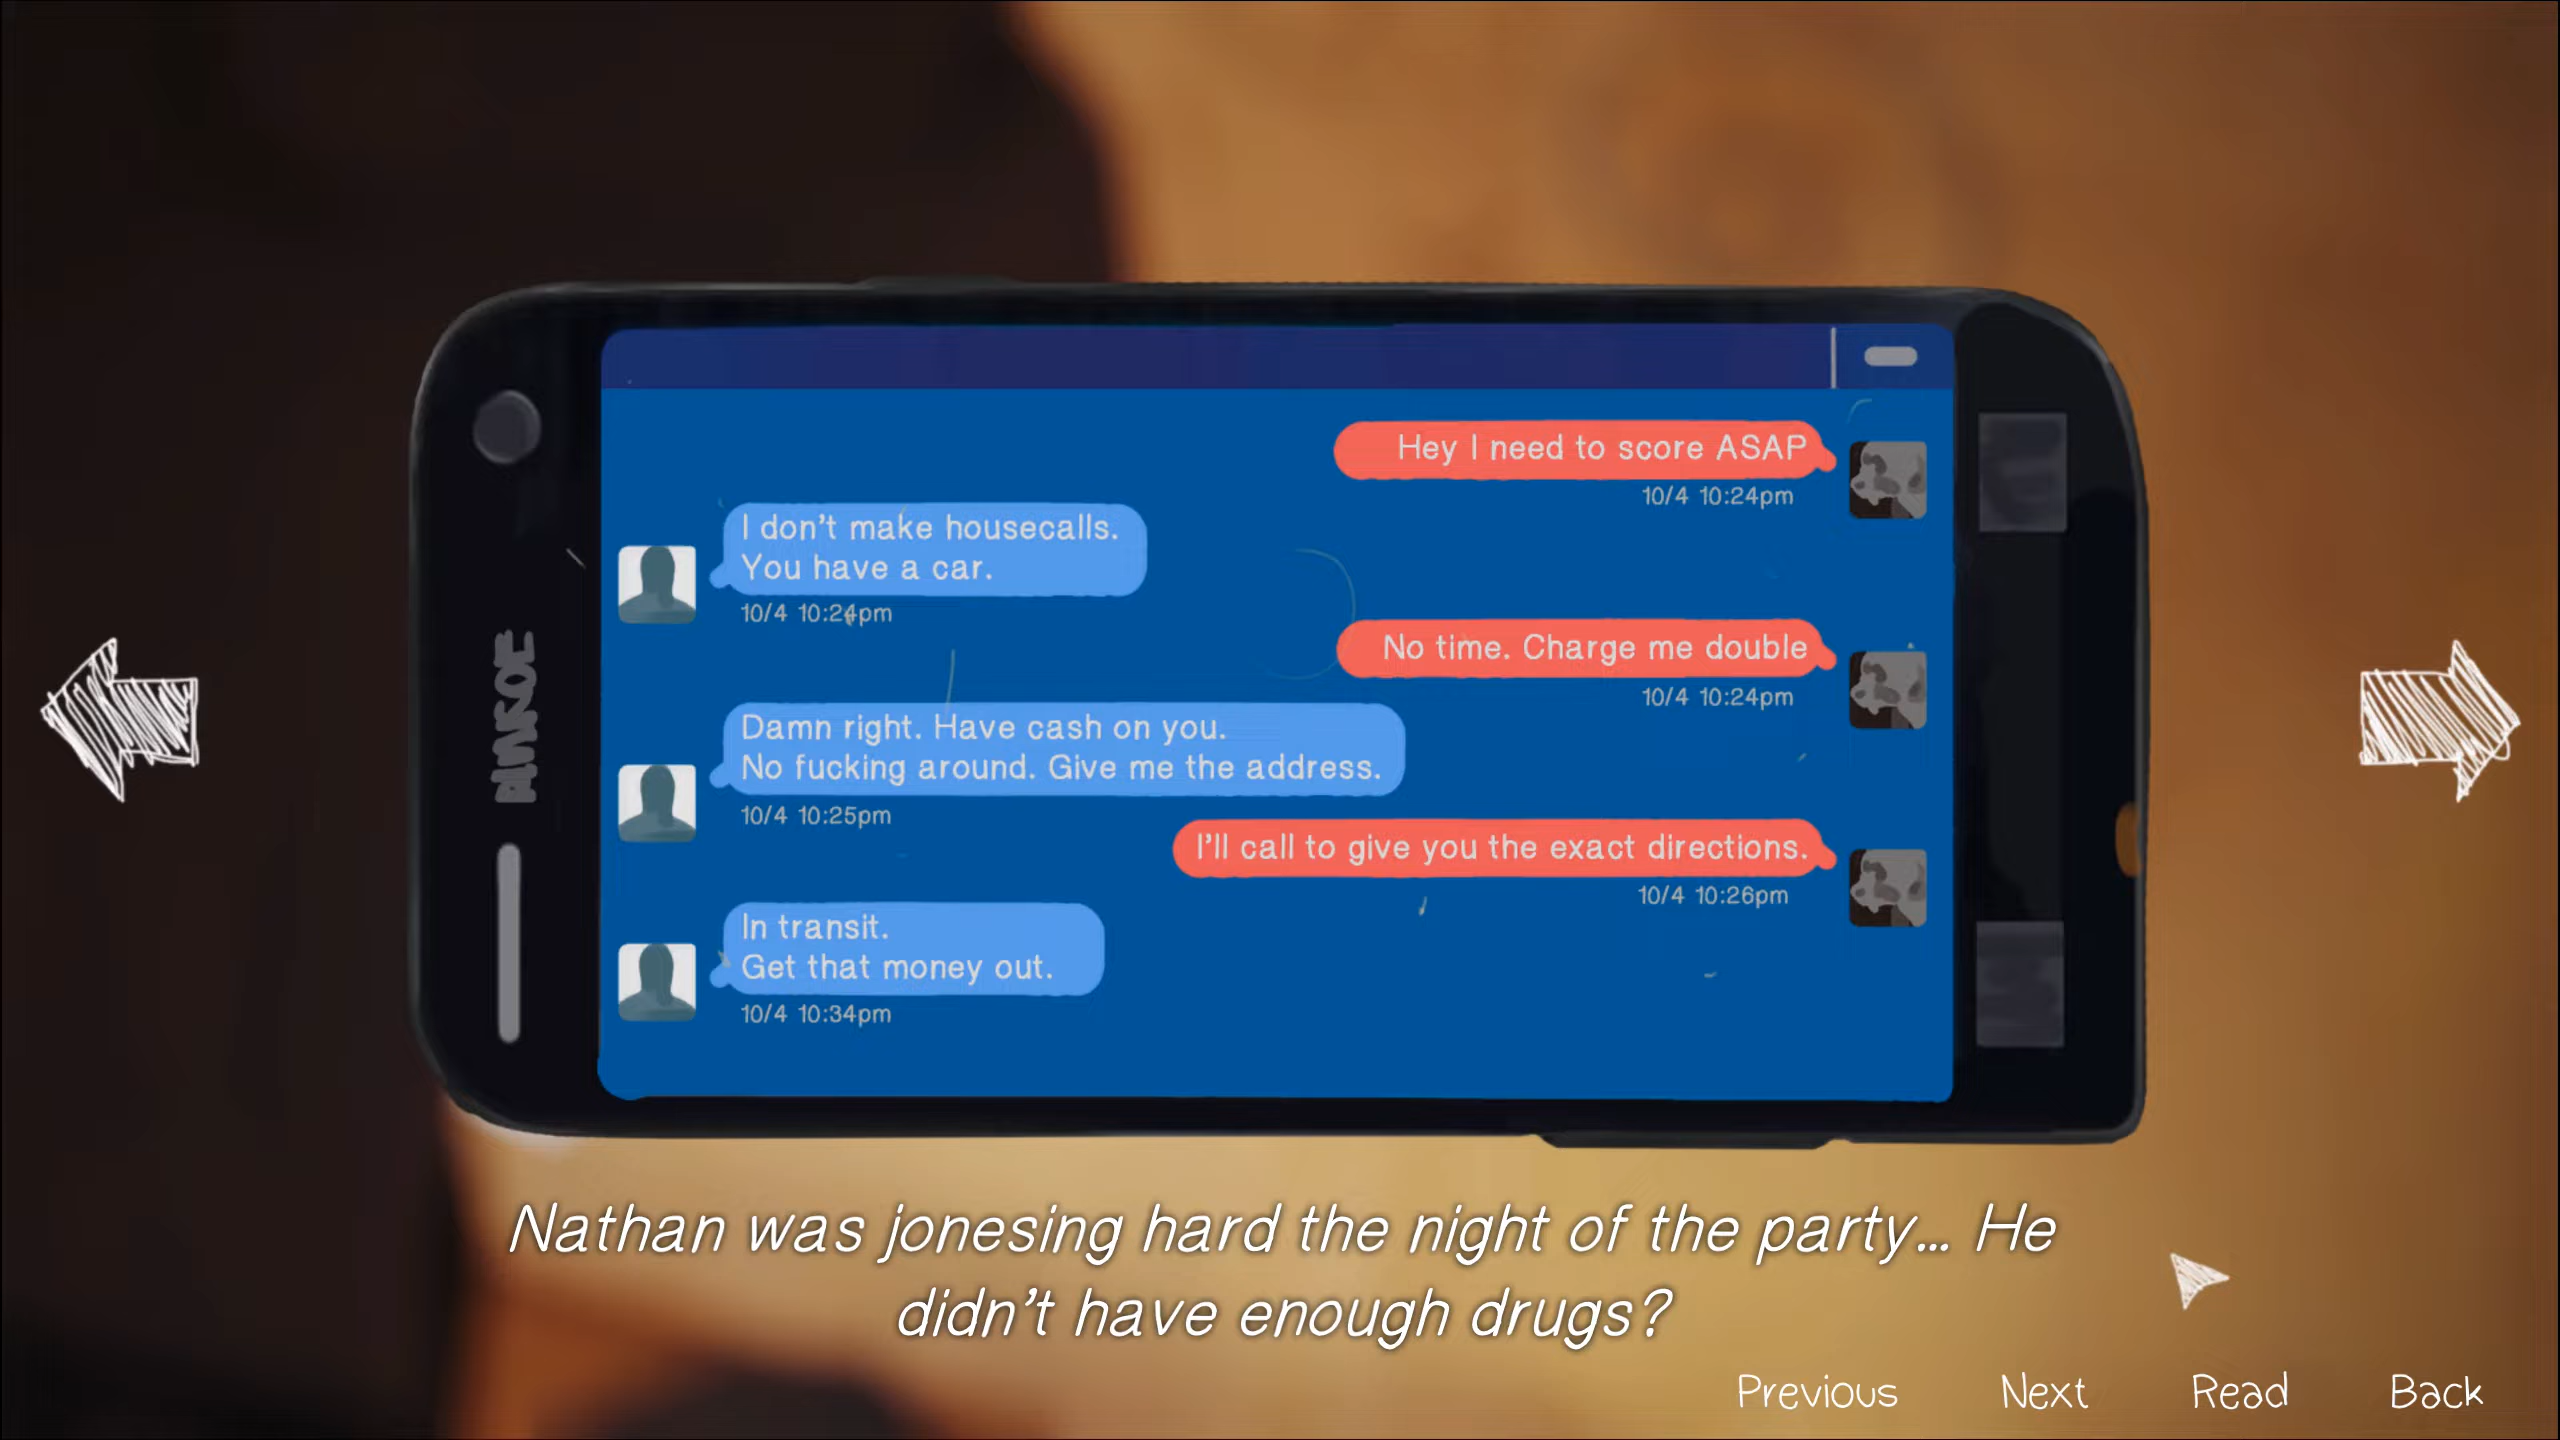 Hey I need to score ASAP
10/4 10:24pm
I don't make housecalls.
You have a car.
10/4 10:24pm
No time. Charge me double
10/4 10:24pm
Damn right. Have cash on you.
No fucking around. Give me the address.
10/4 10:25pm
I'll call to give you the exact directions.
10/4 10:26pm
In transit.
Get that money out.
10/4 10:34pm
Nathan was jonesing hard the night of the party... He
didn't have enough drugs?
Previous Next Read Back